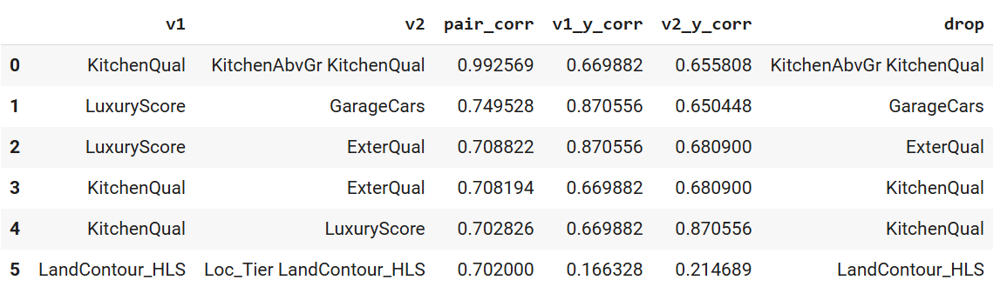 v1 v2 pair_corr v1_y_corr v2_y_corr drop
0 KitchenQual KitchenAbvGr KitchenQual 0.992569 0.669882 0.655808 KitchenAbvGr KitchenQual
1 LuxuryScore GarageCars 0.749528 0.870556 0.650448 GarageCars
2 LuxuryScore ExterQual 0.708822 0.870556 0.680900 ExterQual
3 KitchenQual ExterQual 0.708194 0.669882 0.680900 KitchenQual
4 KitchenQual LuxuryScore 0.702826 0.669882 0.870556 KitchenQual
5 LandContour_HLS Loc_Tier LandContour_HLS 0.702000 0.166328 0.214689 LandContour_HLS